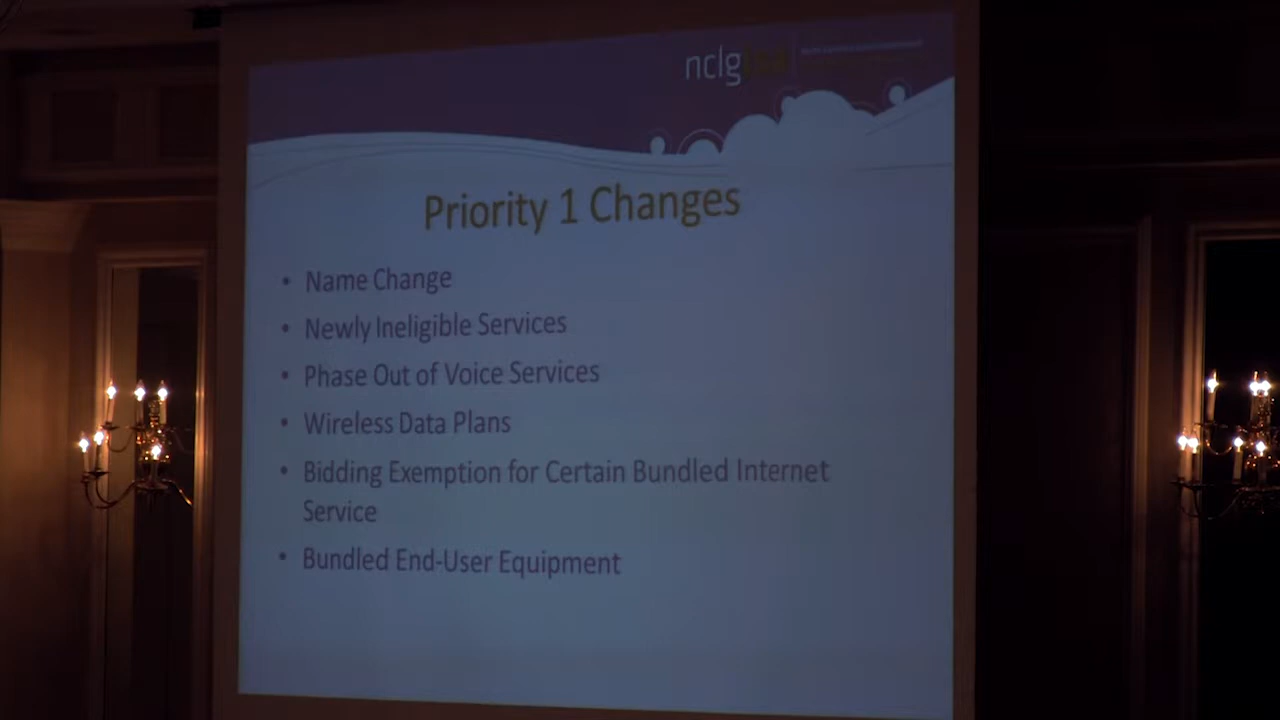 nclg
Priority 1 Changes
• Name Change
• Newly Ineligible Services
• Phase Out of Voice Services
• Wireless Data Plans
• Bidding Exemption for Certain Bundled Internet
Service
• Bundled End-User Equipment